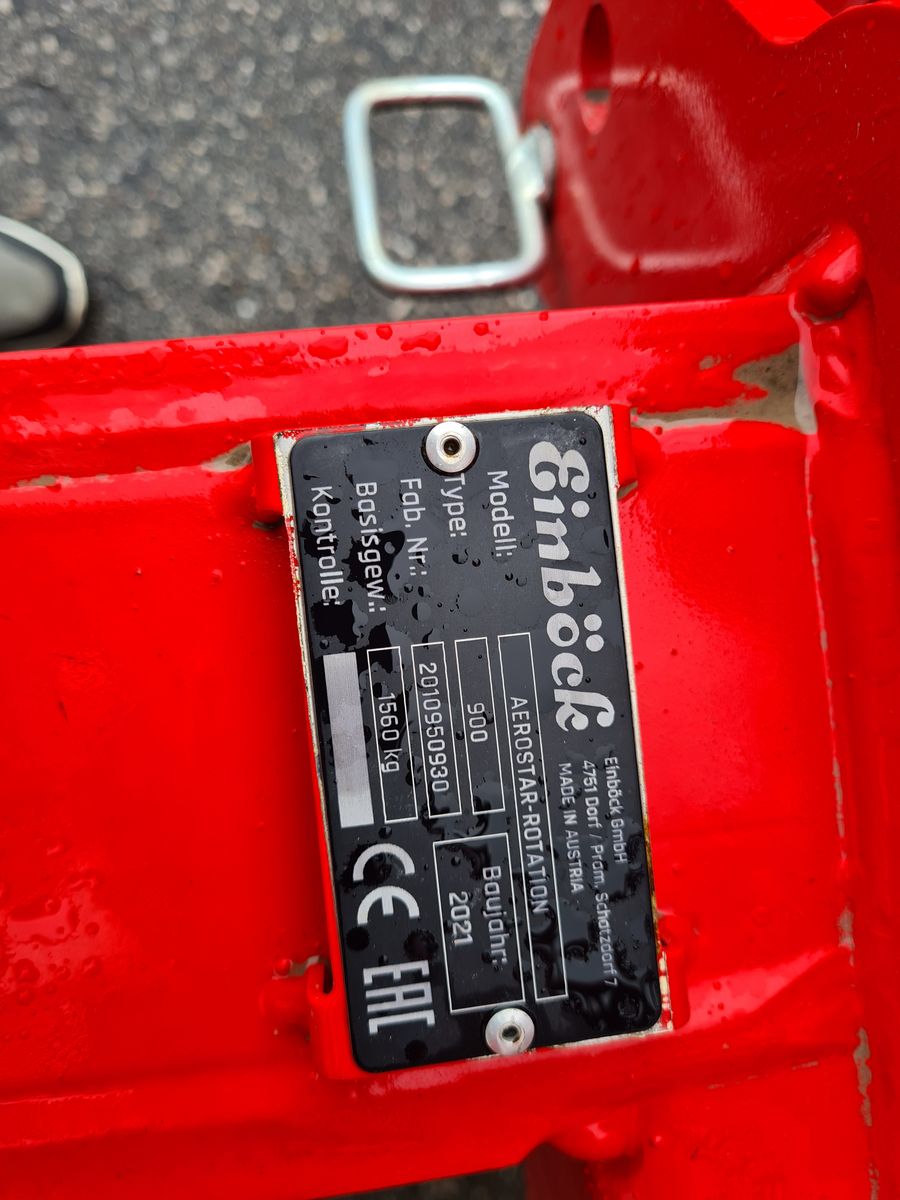 Einböck
Einböck GmbH
4751 Dorf / Pram, Schatzdorf 7
MADE IN AUSTRIA
Modell: AEROSTAR-ROTATION
Type: 900
Fab. Nr.: 2010950930
Basisgew.: 1560 kg
Kontrolle:
Baujahr:
2021
CE
EAC